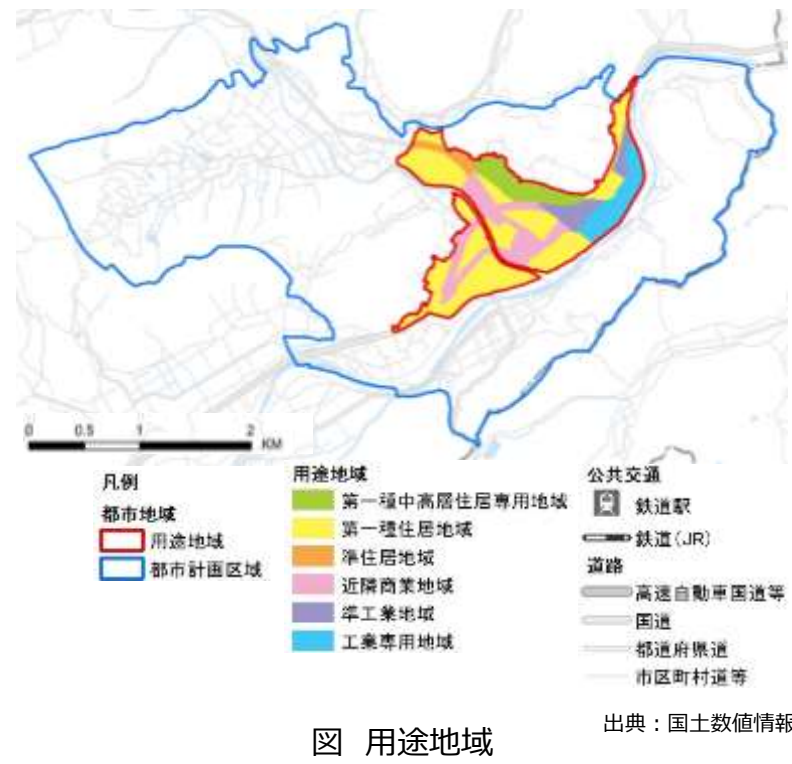 0 0.5 1 2
KM
凡例
都市地域
用途地域
都市計画区域
用途地域
第一種中高層住居専用地域
第一種住居地域
準住居地域
近隣商業地域
準工業地域
工業専用地域
公共交通
鉄道駅
鉄道(JR)
道路
高速自動車国道等
国道
都道府県道
市区町村道等
出典：国土数値情報
図 用途地域